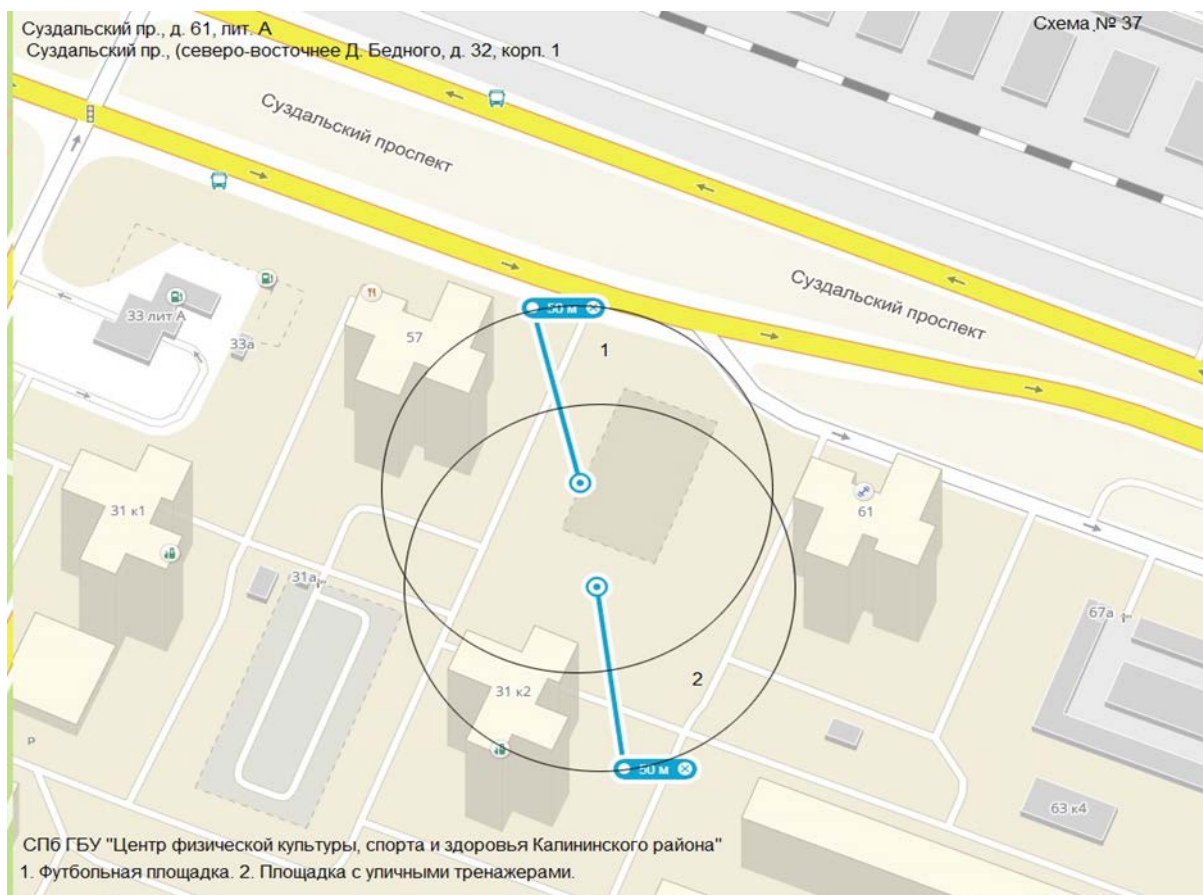 Суздальский пр., д. 61, лит. А
Схема № 37
Суздальский пр., (северо-восточнее Д. Бедного, д. 32, корп. 1
Суздальский проспект
Суздальский проспект
33 лит А
33а
57
50 м
1
31 к1
61
31а
67а
31 к2
2
Р
50 м
63 к4
СПб ГБУ "Центр физической культуры, спорта и здоровья Калининского района"
1. Футбольная площадка. 2. Площадка с уличными тренажерами.